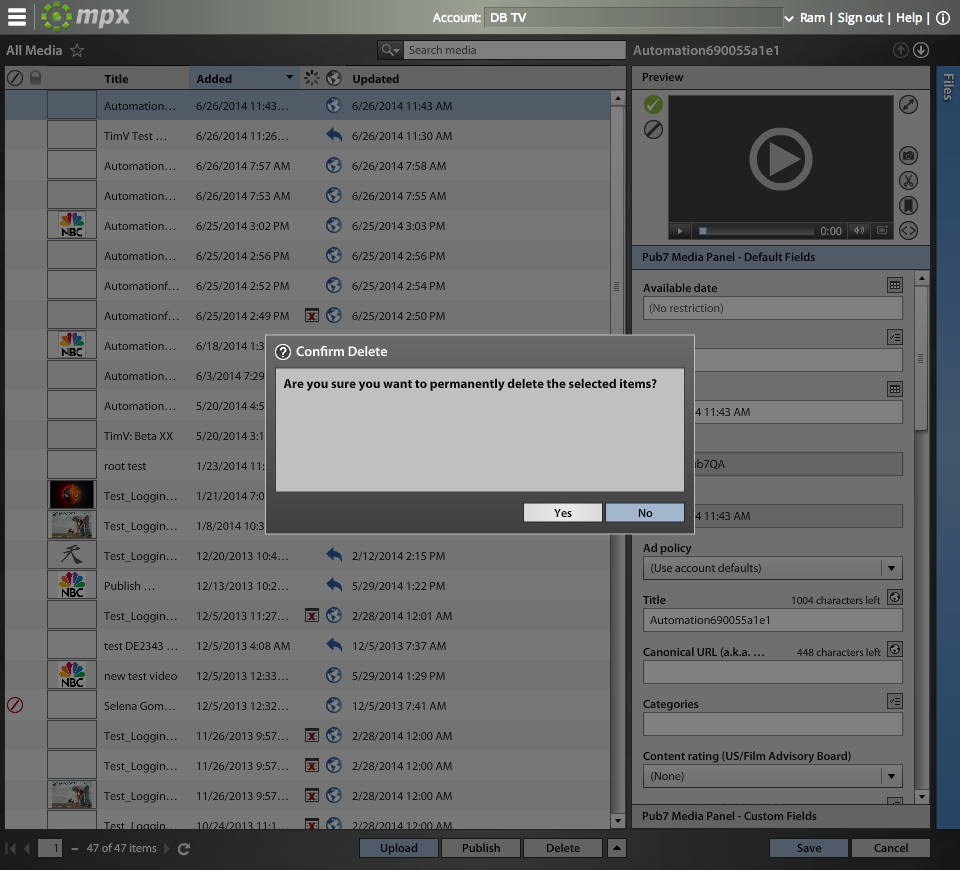 mpx
Account: DB TV Ram | Sign out | Help |
All Media Search media Automation690055a1e1
Title Added Updated Preview Files
Automation... 6/26/2014 11:43... 6/26/2014 11:43 AM
TimV Test ... 6/26/2014 11:26... 6/26/2014 11:30 AM
Automation... 6/26/2014 7:57 AM 6/26/2014 7:58 AM
Automation... 6/26/2014 7:53 AM 6/26/2014 7:55 AM
NBC Automation... 6/25/2014 3:02 PM 6/25/2014 3:03 PM
0:00
Automation... 6/25/2014 2:56 PM 6/25/2014 2:56 PM
Pub7 Media Panel - Default Fields
Automationf... 6/25/2014 2:52 PM 6/25/2014 2:54 PM
Available date
(No restriction)
Automationf... 6/25/2014 2:49 PM 6/25/2014 2:50 PM
NBC Automation... 6/18/2014 1:3
Confirm Delete
Are you sure you want to permanently delete the selected items?
Automation... 6/3/2014 7:29
Automation... 5/20/2014 4:5
4 11:43 AM
TimV: Beta XX 5/20/2014 3:1
root test 1/23/2014 11:
ub7QA
Test_Loggin... 1/21/2014 7:0
Yes No
4 11:43 AM
Test_Loggin... 1/8/2014 10:3
天 Test_Loggin... 12/20/2013 10:4... 2/12/2014 2:15 PM
Ad policy
(Use account defaults)
NBC Publish ... 12/13/2013 10:2... 5/29/2014 1:22 PM
Title 1004 characters left
Automation690055a1e1
Test_Loggin... 12/5/2013 11:27... 2/28/2014 12:01 AM
test DE2343 ... 12/5/2013 4:08 AM 12/5/2013 7:37 AM
Canonical URL (a.k.a. ... 448 characters left
NBC new test video 12/5/2013 12:33... 5/29/2014 1:29 PM
Selena Gom... 12/5/2013 12:32... 12/5/2013 7:41 AM
Categories
Test_Loggin... 11/26/2013 9:57... 2/28/2014 12:00 AM
Test_Loggin... 11/26/2013 9:57... 2/28/2014 12:00 AM
Content rating (US/Film Advisory Board)
(None)
Test_Loggin... 11/26/2013 9:57... 2/28/2014 12:00 AM
Test_Loggin... 10/24/2013 11:1... 2/28/2014 12:00 AM
Pub7 Media Panel - Custom Fields
1 – 47 of 47 items Upload Publish Delete Save Cancel